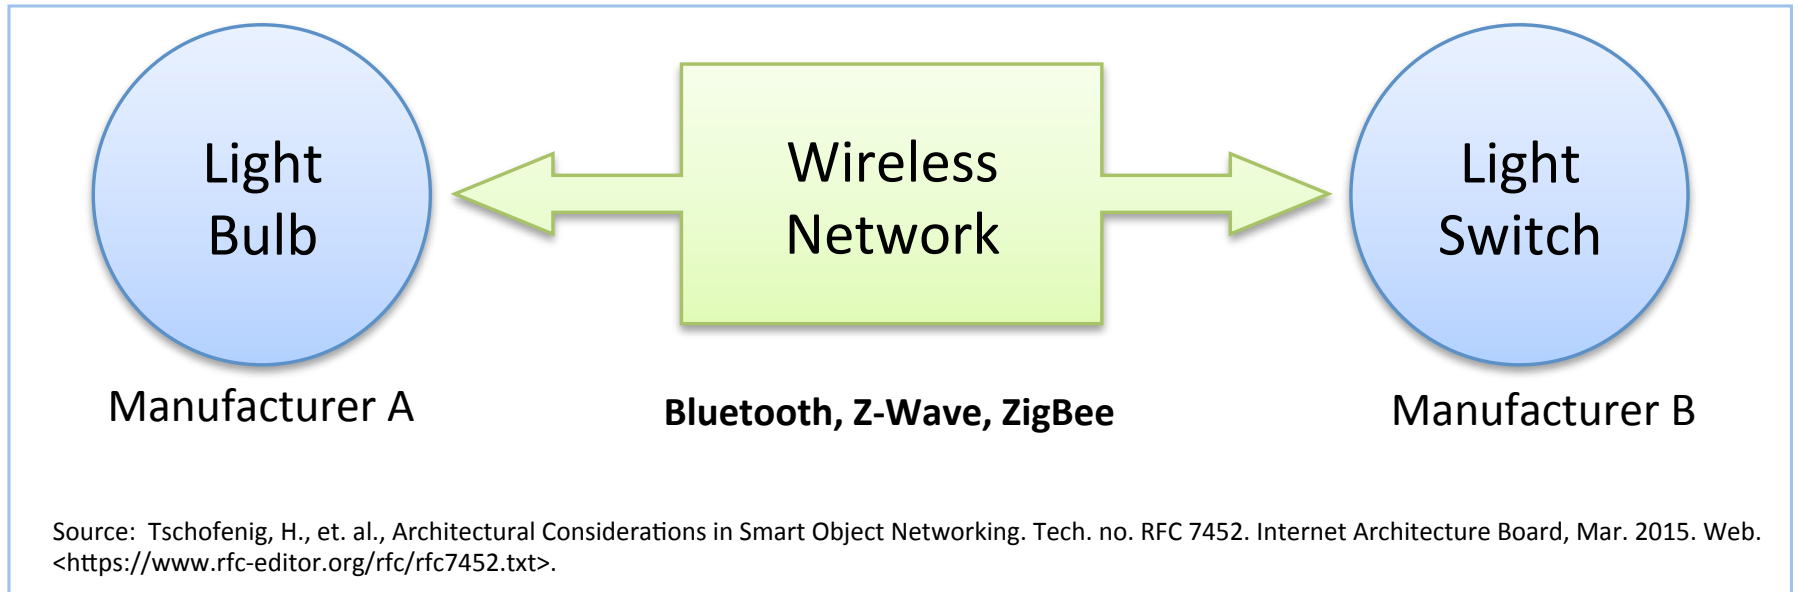 Light
Bulb
Wireless
Network
Light
Switch
Manufacturer A
Bluetooth, Z-Wave, ZigBee
Manufacturer B
Source:  Tschofenig, H., et. al., Architectural Considerations in Smart Object Networking. Tech. no. RFC 7452. Internet Architecture Board, Mar. 2015. Web.
<https://www.rfc-editor.org/rfc/rfc7452.txt>.